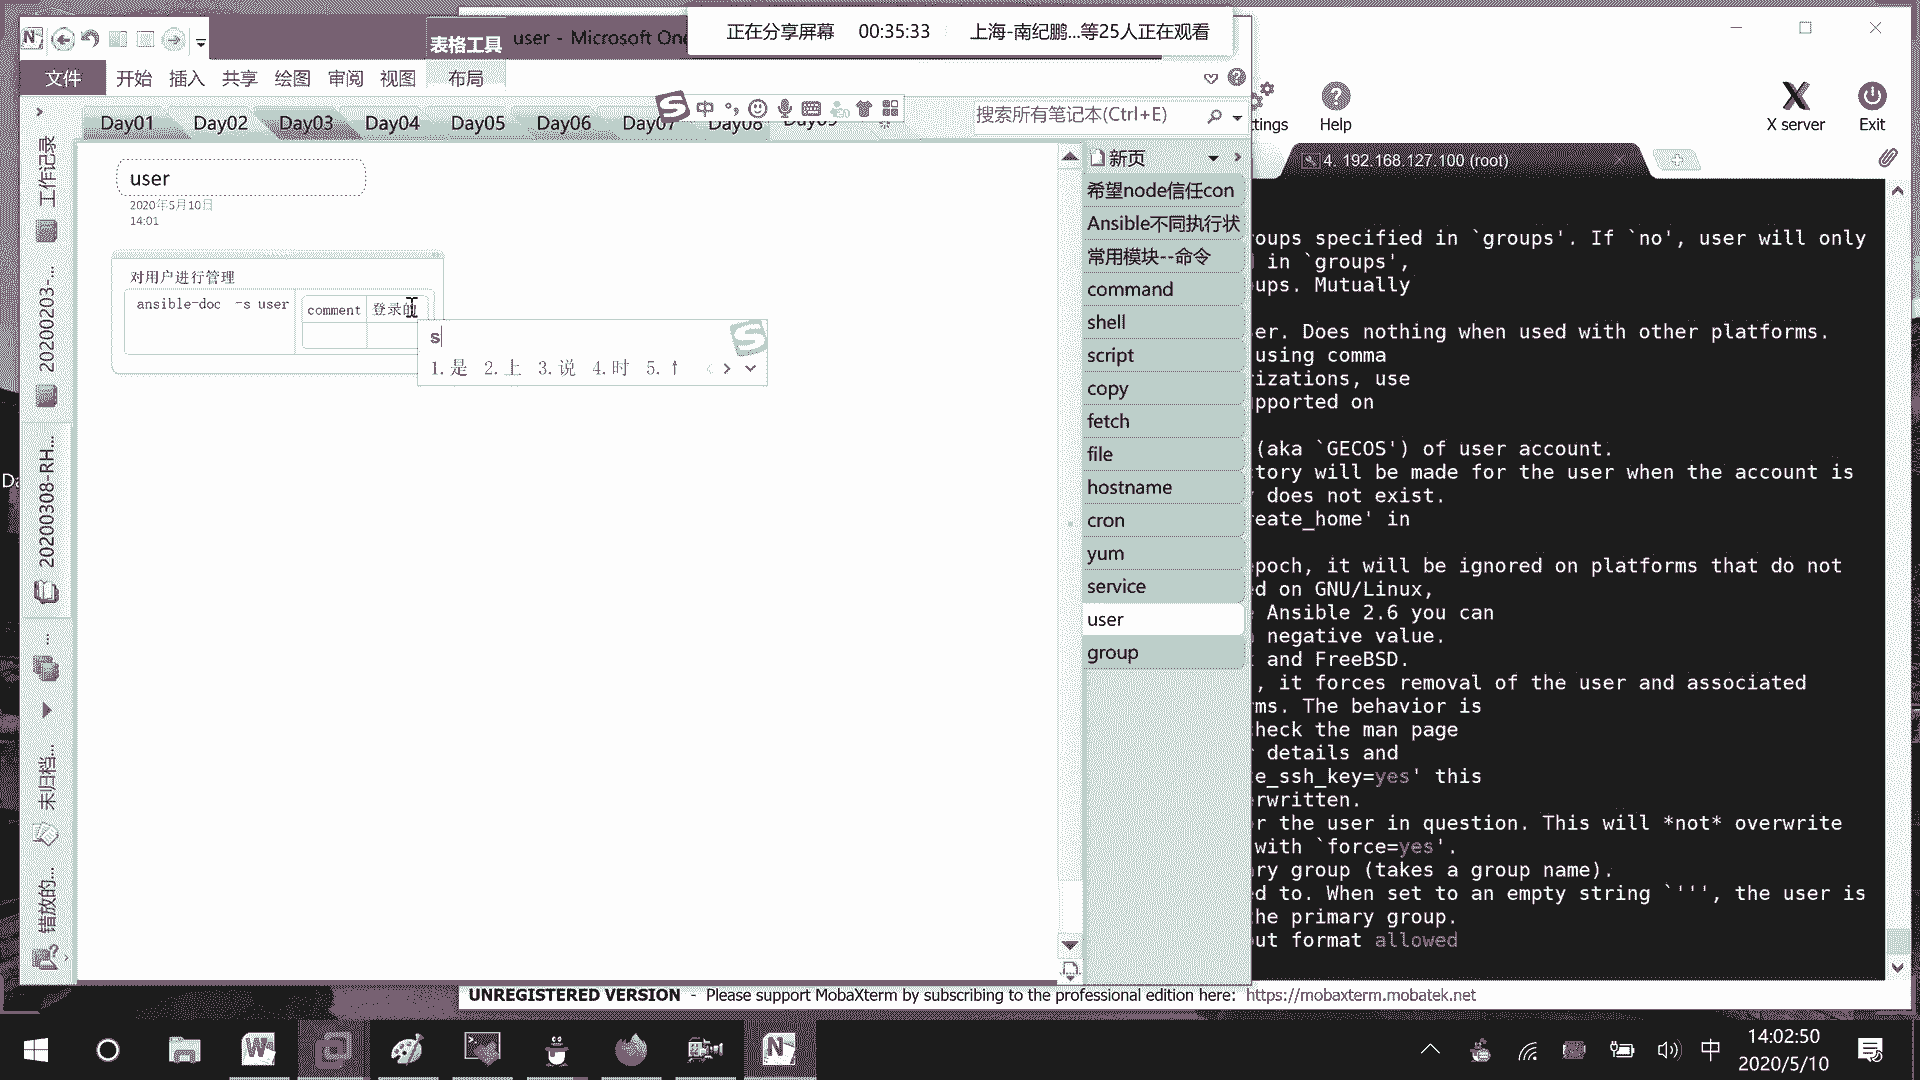 正在分享屏幕 00:35:33 上海-南纪鹏...等25人正在观看
表格工具 user - Microsoft One
文件 开始 插入 共享 绘图 审阅 视图 布局
Day01 Day02 Day03 Day04 Day05 Day06 Day07 Day08
中
搜索所有笔记本(Ctrl+E)
工作记录
20200203-...
20200308-RH...
...
未归档...
错放的...
user
2020年5月10日
14:01
对用户进行管理
ansible-doc -s user comment 登录的
s
1.是 2.上 3.说 4.时 5.↑
新页
希望node信任con
Ansible不同执行状
常用模块--命令
command
shell
script
copy
fetch
file
hostname
cron
yum
service
user
group
tings Help X server Exit
4. 192.168.127.100 (root)
oups specified in `groups'. If `no', user will only
in `groups',
ups. Mutually
er. Does nothing when used with other platforms.
using comma
izations, use
pported on
(aka `GECOS') of user account.
tory will be made for the user when the account is
does not exist.
eate_home' in
epoch, it will be ignored on platforms that do not
d on GNU/Linux,
Ansible 2.6 you can
negative value.
and FreeBSD.
, it forces removal of the user and associated
ms. The behavior is
heck the man page
details and
e_ssh_key=yes' this
rwritten.
r the user in question. This will *not* overwrite
with `force=yes'.
ry group (takes a group name).
d to. When set to an empty string `''', the user is
he primary group.
ut format allowed
UNREGISTERED VERSION - Please support MobaXterm by subscribing to the professional edition here: https://mobaxterm.mobatek.net
中
14:02:50
2020/5/10